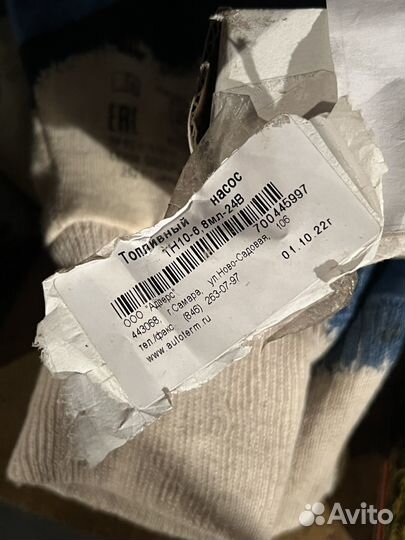 Топливный насос
ТН10-6,8мл-24В
700445997
ООО "Адверс"
443068, г.Самара, ул.Ново-Садовая, 106
тел./факс (846) 263-07-97
www.autoterm.ru
01.10.22г
EAC
Avito